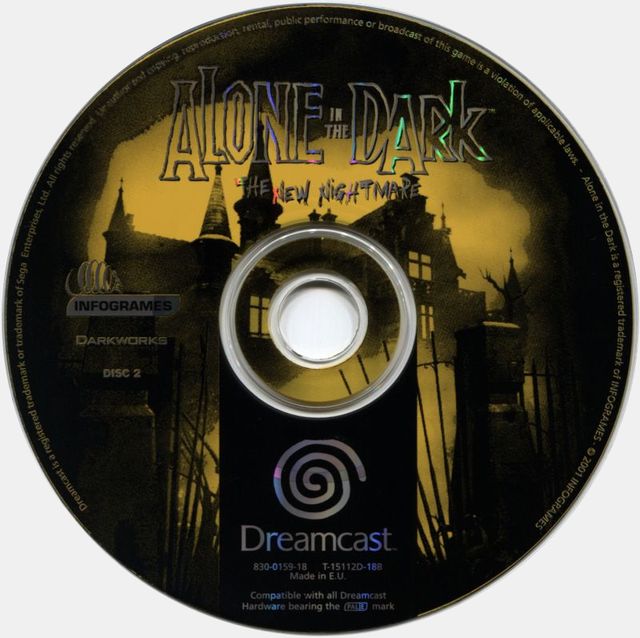 Unauthorized copying, reproduction, rental, public performance or broadcast of this game is a violation of applicable laws. - Alone in the Dark is a registered trademark of INFOGRAMES - © 2001 INFOGRAMES
Dreamcast is a registered trademark or trademark of Sega Enterprises, Ltd. All rights reserved.
ALONE IN THE DARK™
THE NEW NIGHTMARE
INFOGRAMES
DARKWORKS
DISC 2
Dreamcast™
830-0159-18 T-15112D-18B
Made in E.U.
Compatible with all Dreamcast
Hardware bearing the PAL/E mark